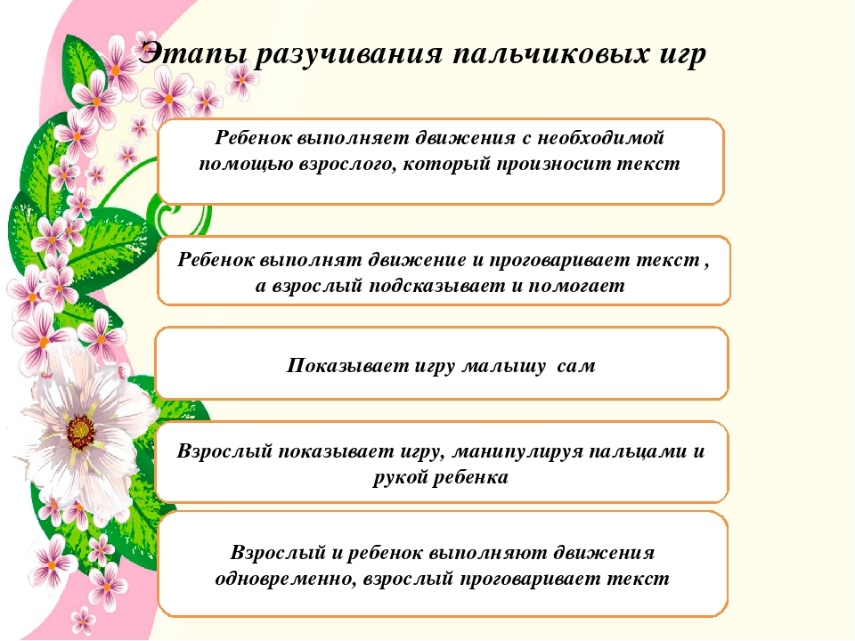 Этапы разучивания пальчиковых игр
Ребенок выполняет движения с необходимой
помощью взрослого, который произносит текст
Ребенок выполнят движение и проговаривает текст ,
а взрослый подсказывает и помогает
Показывает игру малышу  сам
Взрослый показывает игру, манипулируя пальцами и
рукой ребенка
Взрослый и ребенок выполняют движения
одновременно, взрослый проговаривает текст